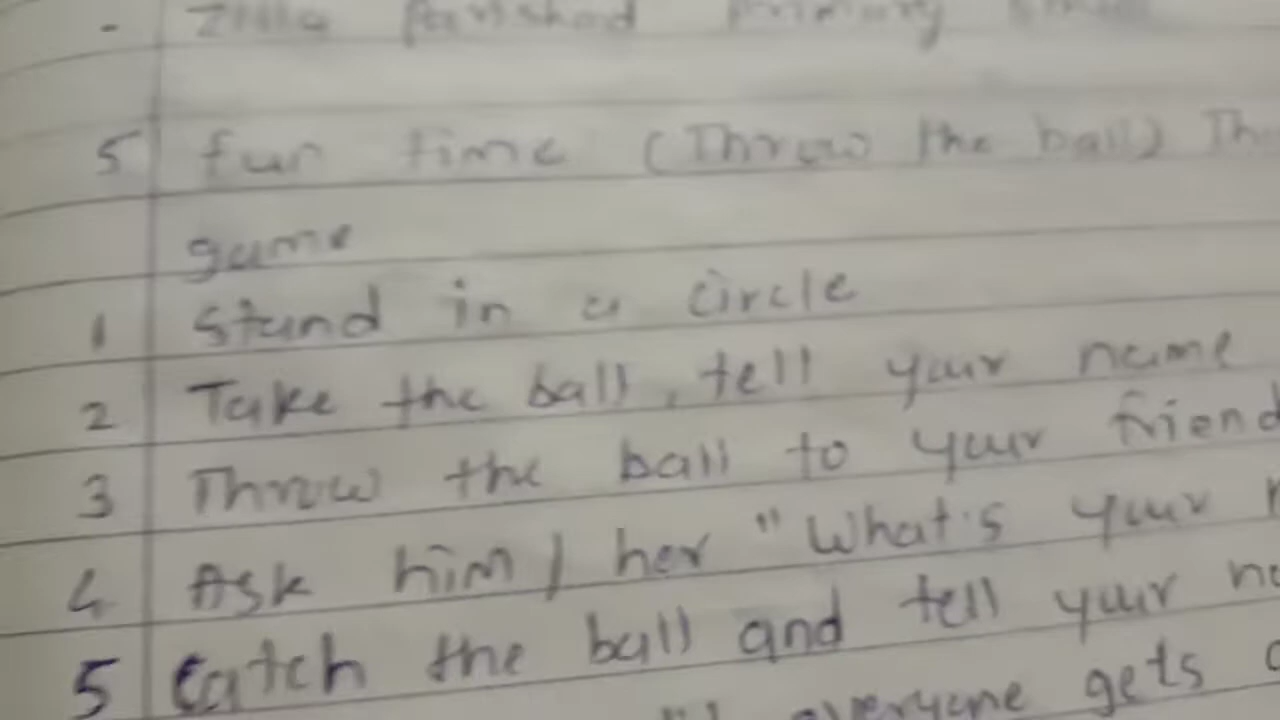 Zilla Parishad Primary
5 fun time (Throw the ball)
game
1 Stand in a circle
2 Take the ball, tell your name
3 Throw the ball to your friend
4 Ask him / her "What's your
5 Catch the ball and tell your
everyone gets